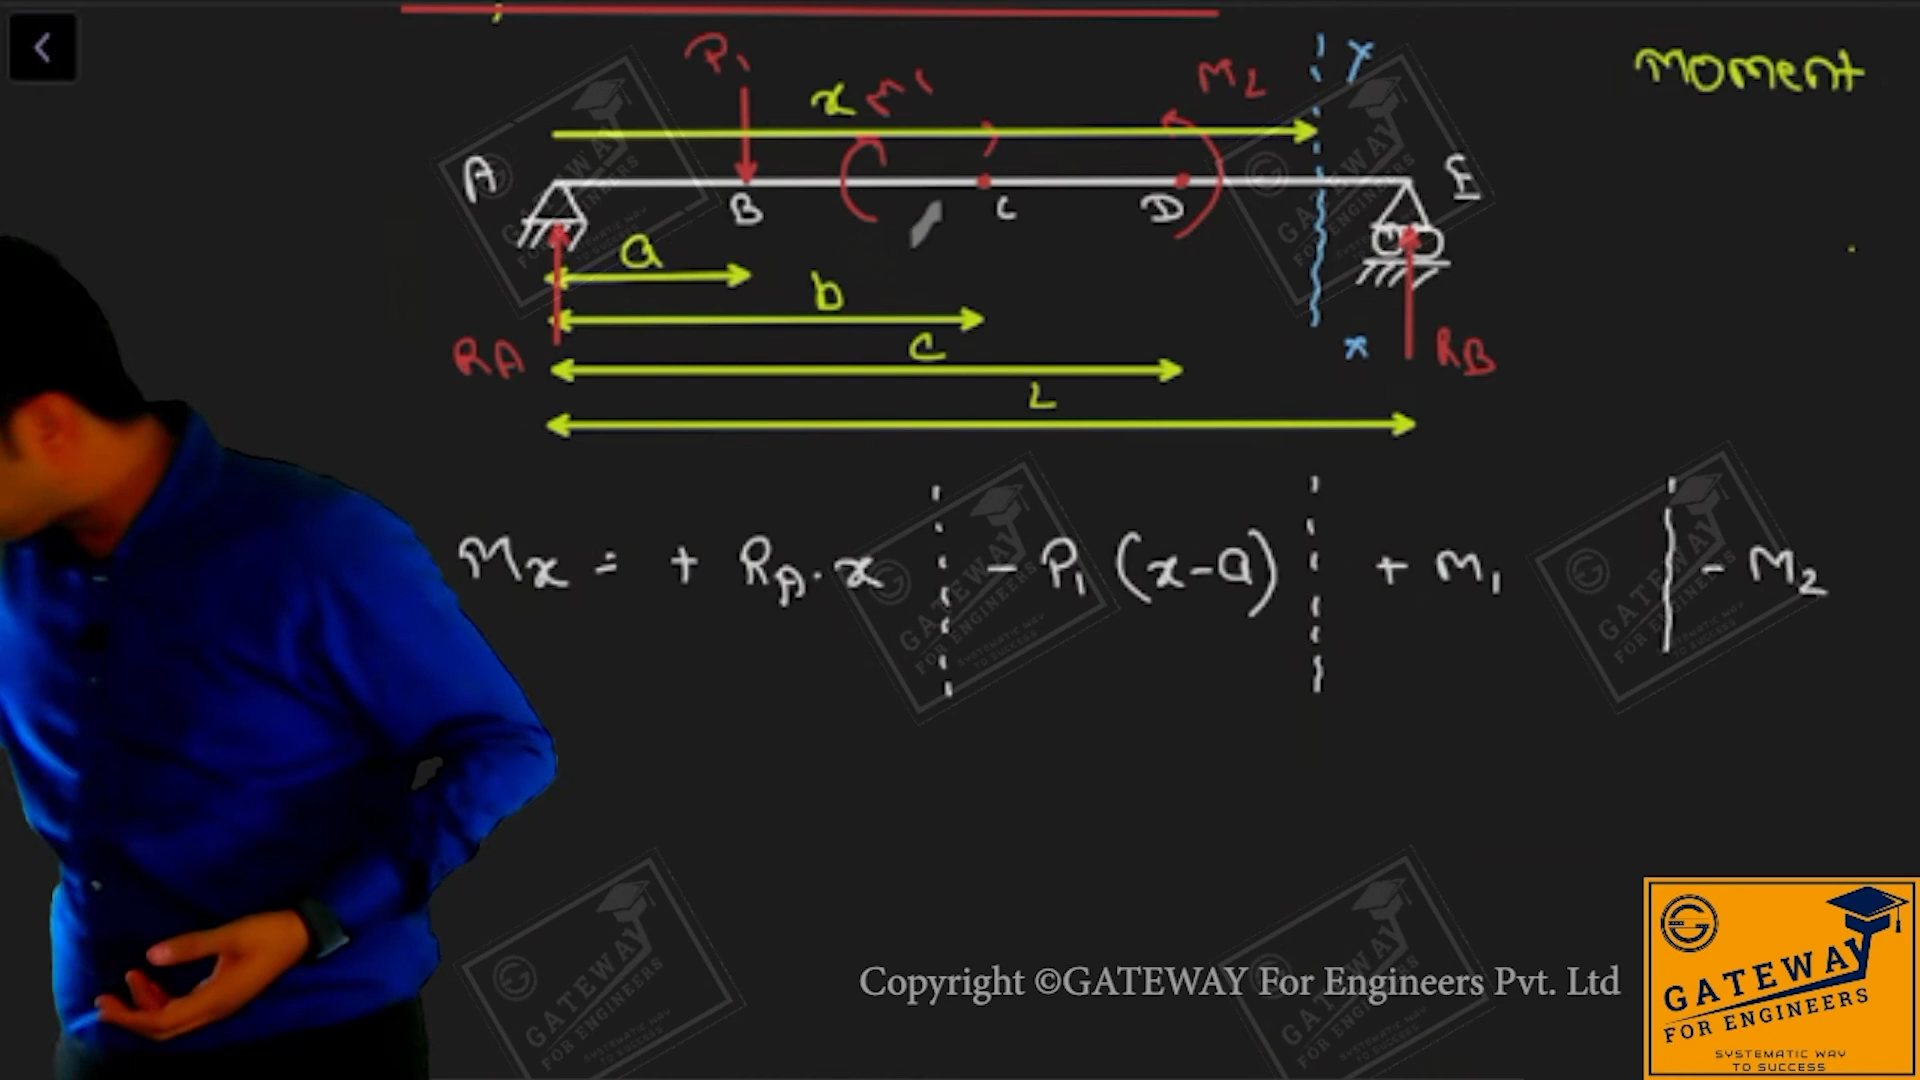 Moment
P1
x
M1
M2
Y
A
B
C
D
E
a
b
c
L
RA
x
RB
Mx = + RA.x ¦ - P1 (x-a) ¦ + M1 | - M2
Copyright ©GATEWAY For Engineers Pvt. Ltd
GATEWAY
FOR ENGINEERS
SYSTEMATIC WAY
TO SUCCESS